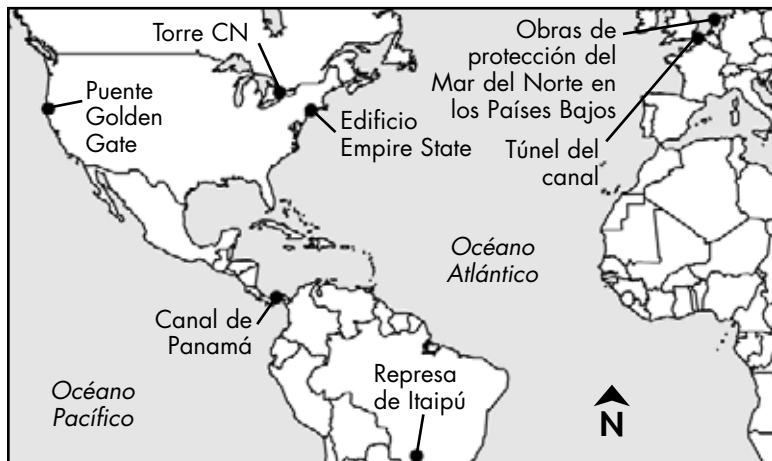 Torre CN
Puente
Golden
Gate
Edificio
Empire State
Obras de
protección del
Mar del Norte en
los Países Bajos
Túnel del
canal
Océano
Atlántico
Canal de
Panamá
Océano
Pacífico
Represa
de Itaipú
N